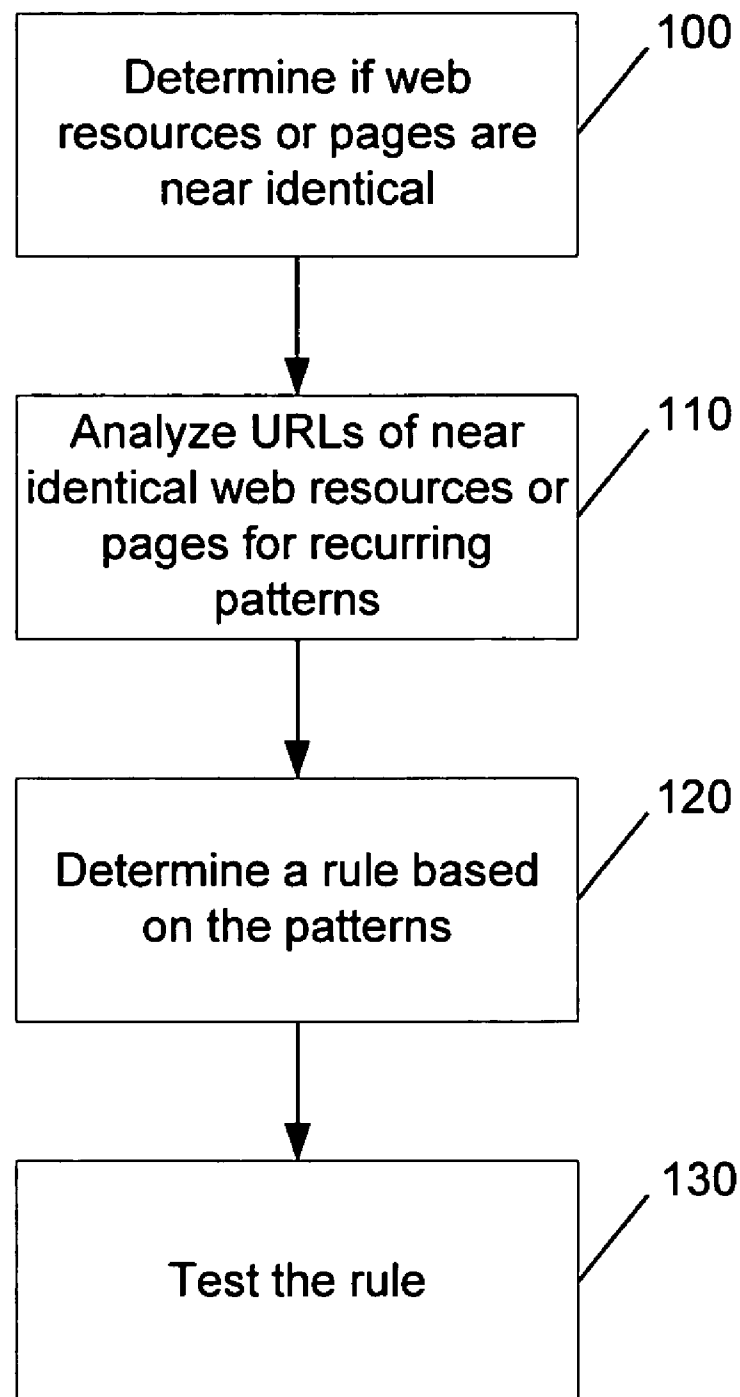 100
Determine if web
resources or pages are
near identical
110
Analyze URLs of near
identical web resources or
pages for recurring
patterns
120
Determine a rule based
on the patterns
130
Test the rule